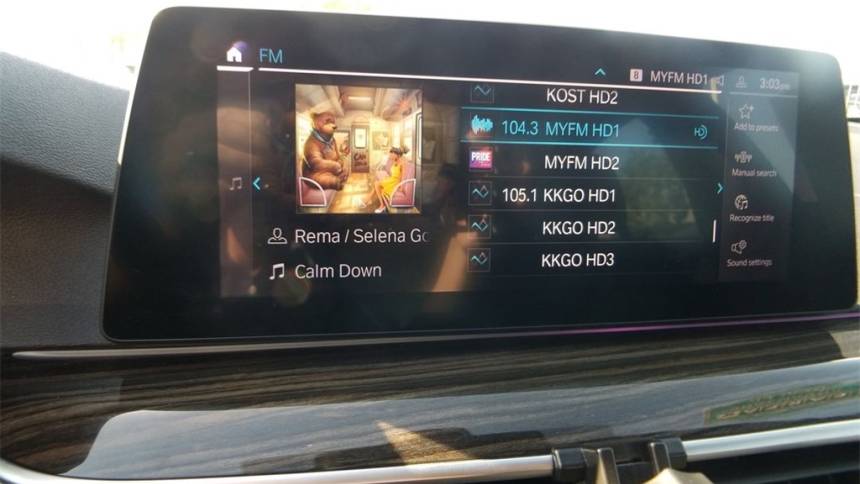 FM
8 MYFM HD1
3:03pm
KOST HD2
104.3 MYFM HD1
PRIDE MYFM HD2
105.1 KKGO HD1
KKGO HD2
KKGO HD3
Rema / Selena Go
Calm Down
Add to presets
Manual search
Recognize title
Sound settings